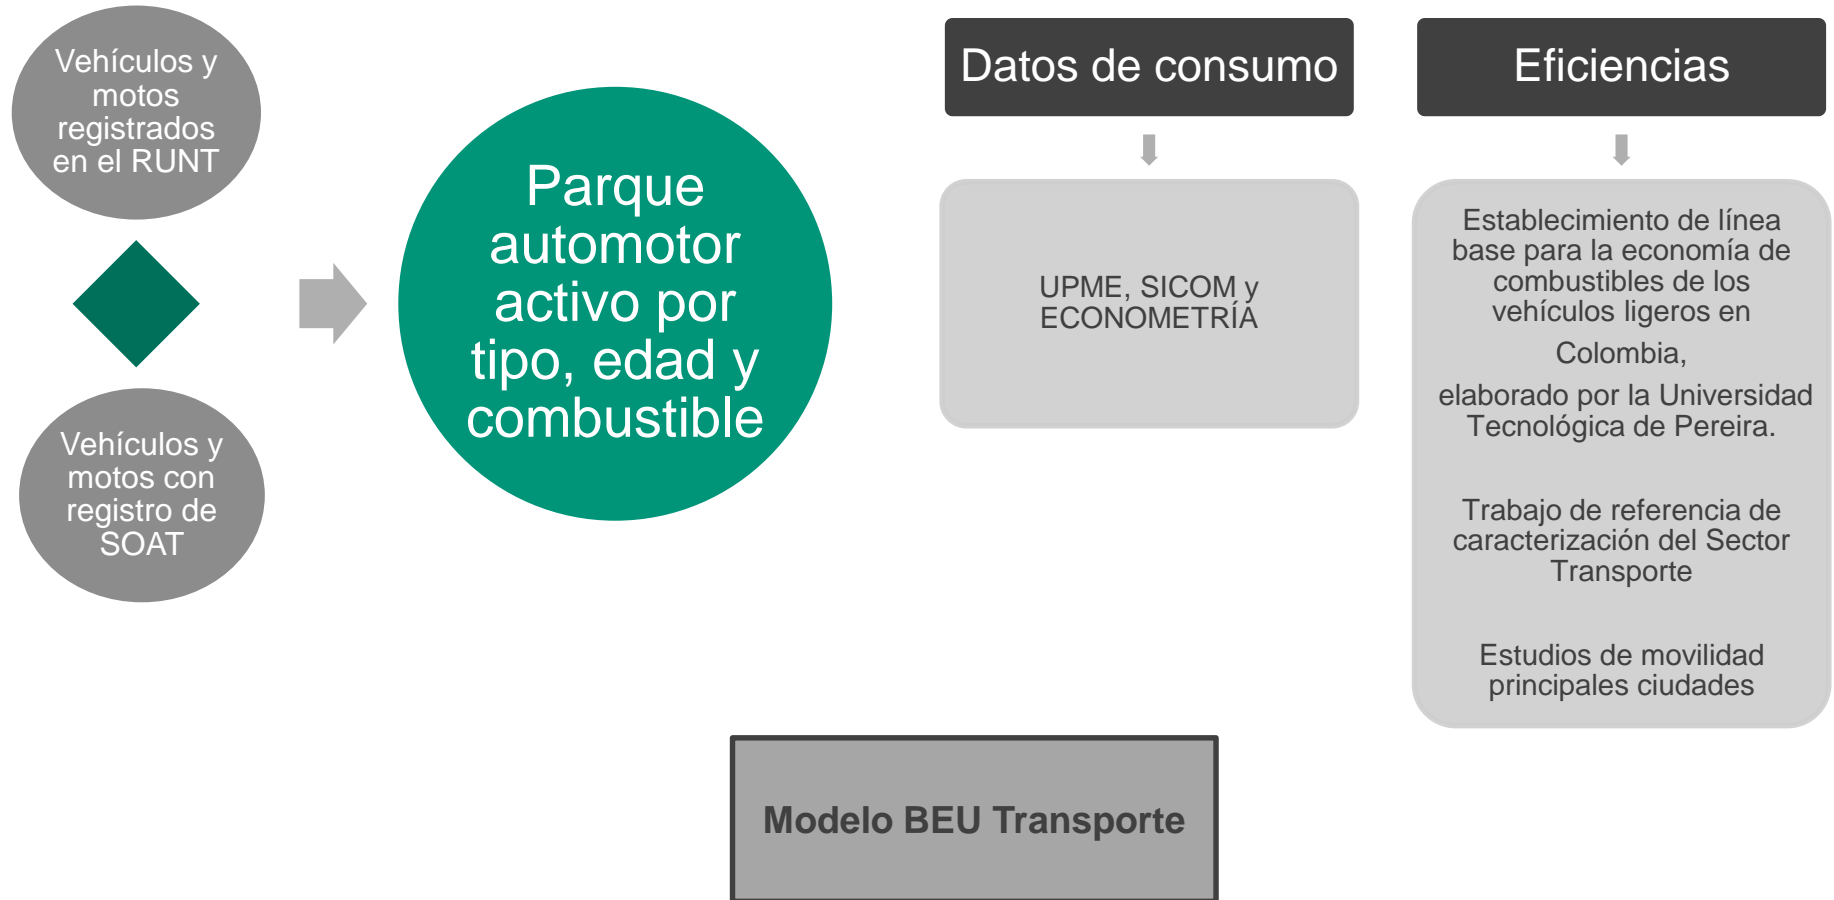 Vehículos y
motos
registrados
en el RUNT
Vehículos y
motos con
registro de
SOAT
Parque
automotor
activo por
tipo, edad y
combustible
Datos de consumo
UPME, SICOM y
ECONOMETRÍA
Eficiencias
Establecimiento de línea
base para la economía de
combustibles de los
vehículos ligeros en
Colombia,
elaborado por la Universidad
Tecnológica de Pereira.
Trabajo de referencia de
caracterización del Sector
Transporte
Estudios de movilidad
principales ciudades
Modelo BEU Transporte